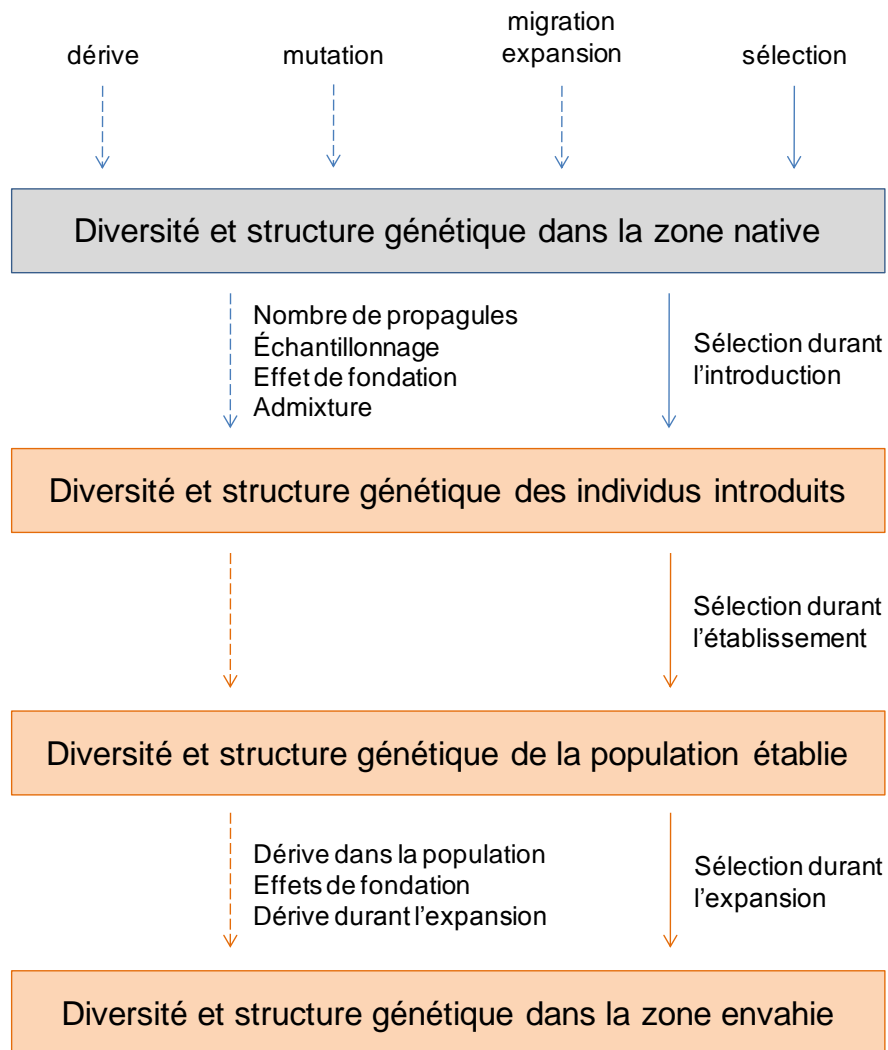 dérive
mutation
migration
expansion
sélection
Diversité et structure génétique dans la zone native
Nombre de propagules
Échantillonnage
Effet de fondation
Admixture
Sélection durant
l'introduction
Diversité et structure génétique des individus introduits
Sélection durant
l'établissement
Diversité et structure génétique de la population établie
Dérive dans la population
Effets de fondation
Dérive durant l'expansion
Sélection durant
l'expansion
Diversité et structure génétique dans la zone envahie